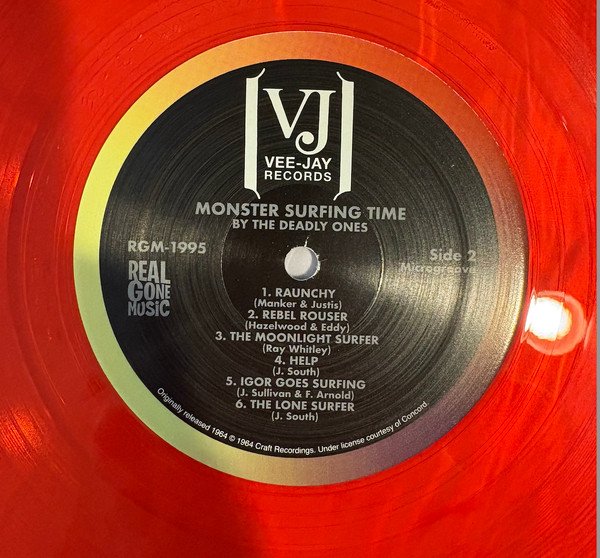 VJ
VEE-JAY
RECORDS
MONSTER SURFING TIME
BY THE DEADLY ONES
RGM-1995
Side 2
Microgroove
REAL
GONE
MUSIC
1. RAUNCHY
(Manker & Justis)
2. REBEL ROUSER
(Hazelwood & Eddy)
3. THE MOONLIGHT SURFER
(Ray Whitley)
4. HELP
(J. South)
5. IGOR GOES SURFING
(J. Sullivan & F. Arnold)
6. THE LONE SURFER
(J. South)
Originally released 1964 © 1964 Craft Recordings. Under license courtesy of Concord.